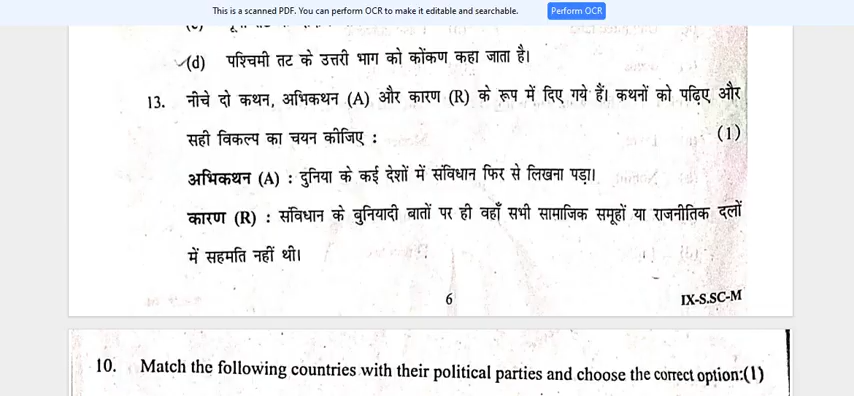 This is a scanned PDF. You can perform OCR to make it editable and searchable. Perform OCR
(d) पश्चिमी तट के उत्तरी भाग को कोंकण कहा जाता है।
13. नीचे दो कथन, अभिकथन (A) और कारण (R) के रूप में दिए गये हैं। कथनों को पढ़िए और
सही विकल्प का चयन कीजिए : (1)
अभिकथन (A) : दुनिया के कई देशों में संविधान फिर से लिखना पड़ा।
कारण (R) : संविधान के बुनियादी बातों पर ही वहाँ सभी सामाजिक समूहों या राजनीतिक दलों
में सहमति नहीं थी।
6 IX-S.SC-M
10. Match the following countries with their political parties and choose the correct option:(1)